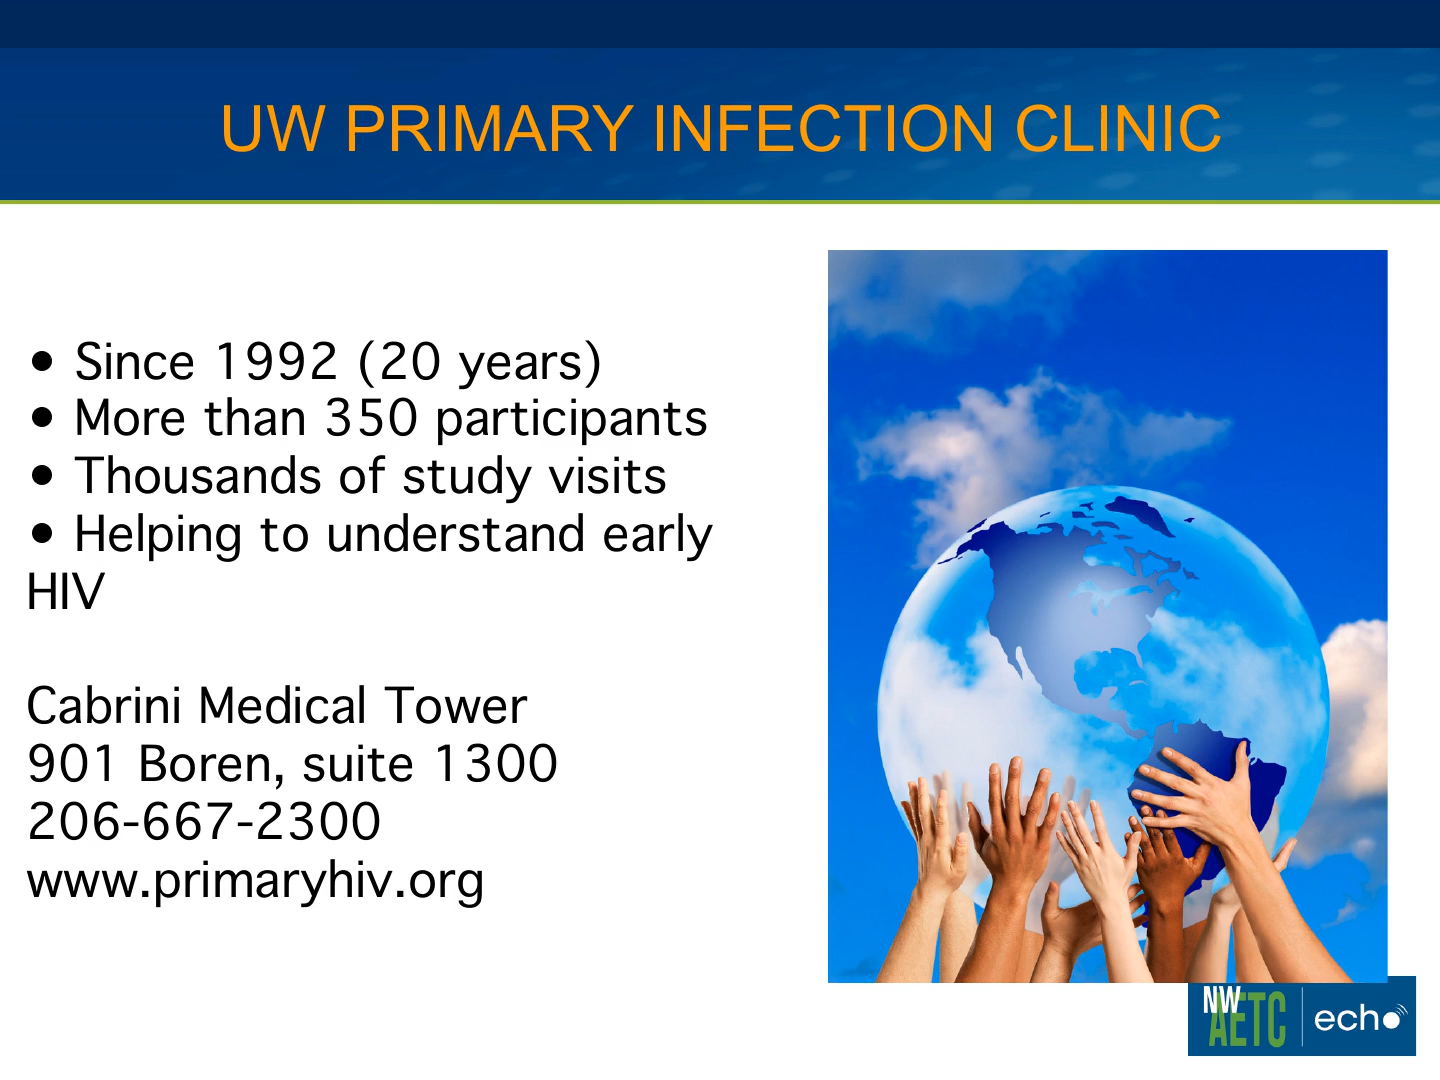 UW PRIMARY INFECTION CLINIC
• Since 1992 (20 years)
• More than 350 participants
• Thousands of study visits
• Helping to understand early
HIV
Cabrini Medical Tower
901 Boren, suite 1300
206-667-2300
www.primaryhiv.org
NW
AETC
echo